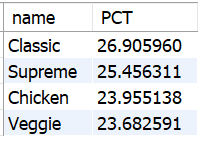 name PCT
Classic 26.905960
Supreme 25.456311
Chicken 23.955138
Veggie 23.682591